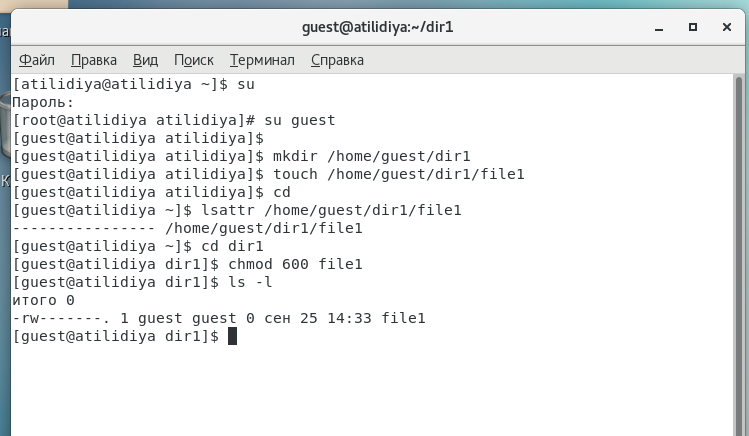 guest@atilidiya:~/dir1
Файл Правка Вид Поиск Терминал Справка
[atilidiya@atilidiya ~]$ su
Пароль:
[root@atilidiya atilidiya]# su guest
[guest@atilidiya atilidiya]$
[guest@atilidiya atilidiya]$ mkdir /home/guest/dir1
[guest@atilidiya atilidiya]$ touch /home/guest/dir1/file1
[guest@atilidiya atilidiya]$ cd
[guest@atilidiya ~]$ lsattr /home/guest/dir1/file1
---------------- /home/guest/dir1/file1
[guest@atilidiya ~]$ cd dir1
[guest@atilidiya dir1]$ chmod 600 file1
[guest@atilidiya dir1]$ ls -l
итого 0
-rw-------. 1 guest guest 0 сен 25 14:33 file1
[guest@atilidiya dir1]$